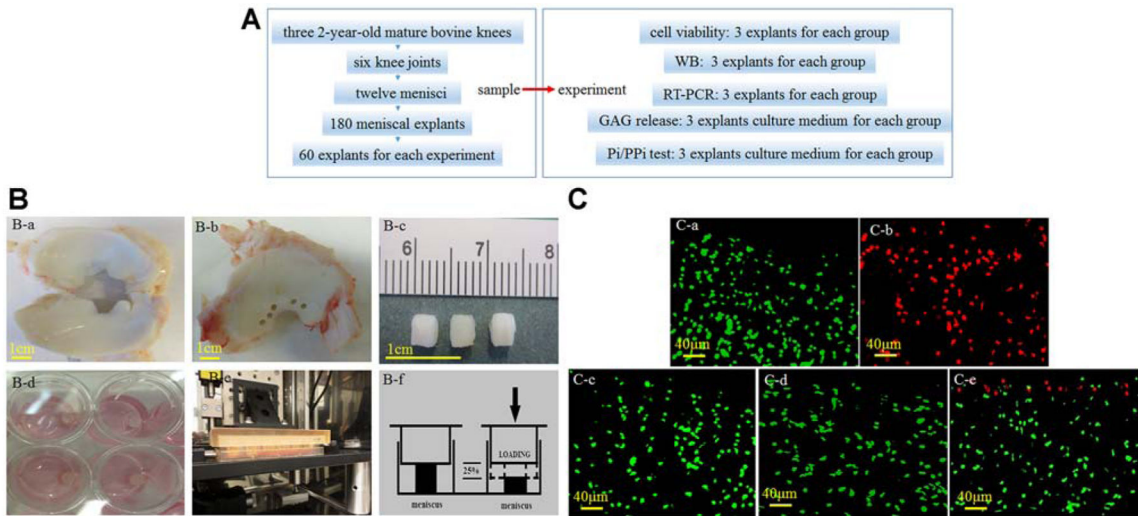 A
three 2-year-old mature bovine knees
six knee joints
twelve menisci
180 meniscal explants
60 explants for each experiment
sample
experiment
cell viability: 3 explants for each group
WB: 3 explants for each group
RT-PCR: 3 explants for each group
GAG release: 3 explants culture medium for each group
Pi/PPi test: 3 explants culture medium for each group
B
B-a
1cm
B-b
1cm
B-c
6 7 8
1cm
B-d
B-e
B-f
LOADING
25%
meniscus
meniscus
C
C-a
40μm
C-b
40μm
C-c
40μm
C-d
40μm
C-e
40μm